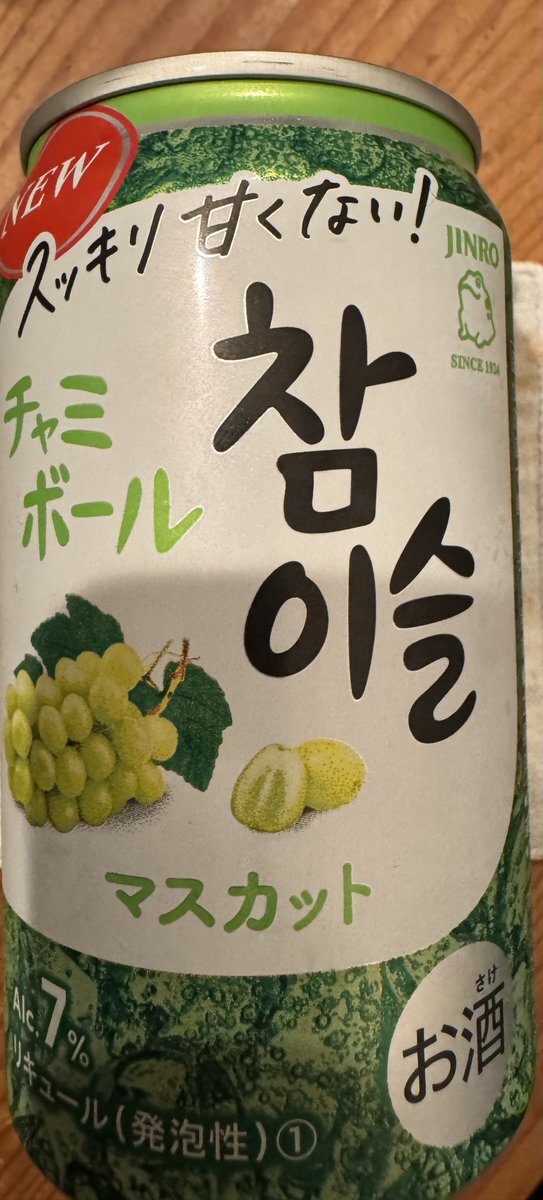 NEW
スッキリ甘くない!
JINRO
SINCE 1924
참
이슬
チャミ
ボール
マスカット
Alc.7%
リキュール(発泡性)①
さけ
お酒